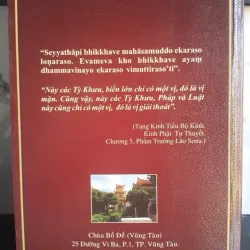 “Seyyathāpi bhikkhave mahāsamuddo ekaraso
loṇaraso. Evameva kho bhikkhave ayaṃ
dhammavinayo ekaraso vimuttiraso’ti”.
“Này các Tỳ Khưu, biển lớn chỉ có một vị, đó là vị
mặn. Cũng vậy, này các Tỳ Khưu, Pháp và Luật
này cũng chỉ có một vị, đó là vị giải thoát”.
(Tạng Kinh Tiểu Bộ Kinh,
Kinh Phật Tự Thuyết,
Chương 5, Phẩm Trưởng Lão Sona.)
Chùa Bồ Đề (Vũng Tàu)
25 Đường Vi Ba, P.1, TP. Vũng Tàu.